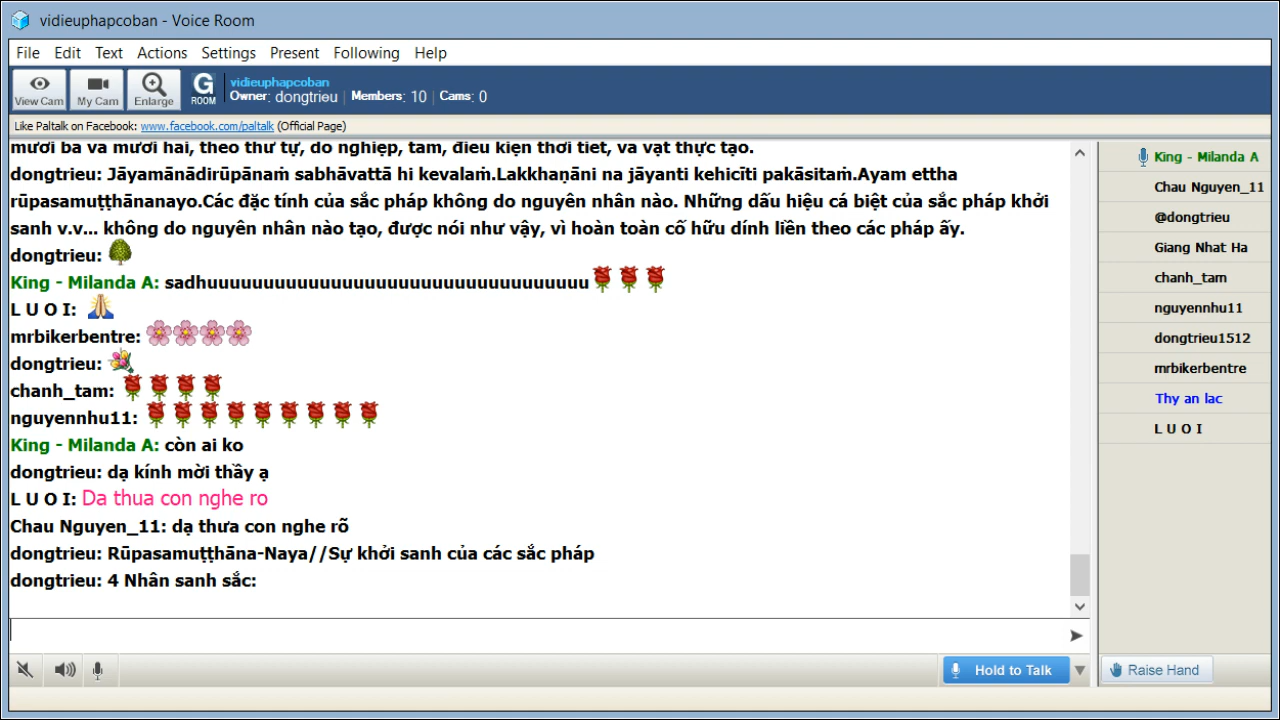 vidieuphapcoban - Voice Room
File Edit Text Actions Settings Present Following Help
View Cam
My Cam
Enlarge
G ROOM
vidieuphapcoban
Owner: dongtrieu | Members: 10 | Cams: 0
Like Paltalk on Facebook: www.facebook.com/paltalk (Official Page)
mươi ba và mươi hai, theo thứ tự, do nghiệp, tâm, điều kiện thời tiết, và vật thực tạo.
dongtrieu: Jāyamānādirūpānaṁ sabhāvattā hi kevalaṁ.Lakkhaṇāni na jāyanti kehicīti pakāsitaṁ.Ayam ettha
rūpasamuṭṭhānanayo.Các đặc tính của sắc pháp không do nguyên nhân nào. Những dấu hiệu cá biệt của sắc pháp khởi
sanh v.v... không do nguyên nhân nào tạo, được nói như vậy, vì hoàn toàn cố hữu dính liền theo các pháp ấy.
dongtrieu:
King - Milanda A: sadhuuuuuuuuuuuuuuuuuuuuuuuuuuuuuuuuuu
L U O I:
mrbikerbentre:
dongtrieu:
chanh_tam:
nguyennhu11:
King - Milanda A: còn ai ko
dongtrieu: dạ kính mời thầy ạ
L U O I: Da thua con nghe ro
Chau Nguyen_11: dạ thưa con nghe rõ
dongtrieu: Rūpasamuṭṭhāna-Naya//Sự khởi sanh của các sắc pháp
dongtrieu: 4 Nhân sanh sắc:
King - Milanda A
Chau Nguyen_11
@dongtrieu
Giang Nhat Ha
chanh_tam
nguyennhu11
dongtrieu1512
mrbikerbentre
Thy an lac
L U O I
Hold to Talk
Raise Hand